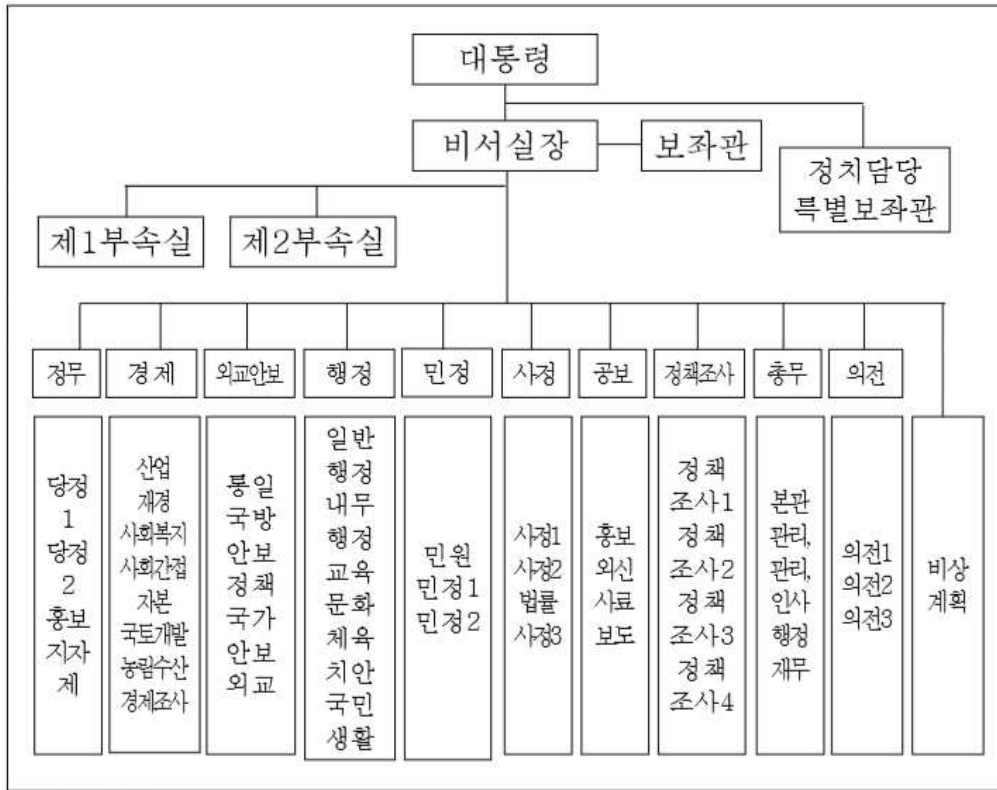 대통령
비서실장
보좌관
정치담당
특별보좌관
제1부속실
제2부속실
정무
경제
외교안보
행정
민정
사정
공보
정책조사
총무
의전
당정
1
당정
2
홍보
지자
제
산업
재경
사회복지
사회간접
자본
국토개발
농림수산
경제조사
통일
국방
안보
정책
국가
안보
외교
일반
행정
내무
행정
교육
문화
체육
치안
국민
생활
민원
민정1
민정2
사정1
사정2
법률
사정3
홍보
외신
사료
보도
정책
조사1
정책
조사2
정책
조사3
정책
조사4
본관
관리,
관리,
인사
행정
재무
의전1
의전2
의전3
비상
계획